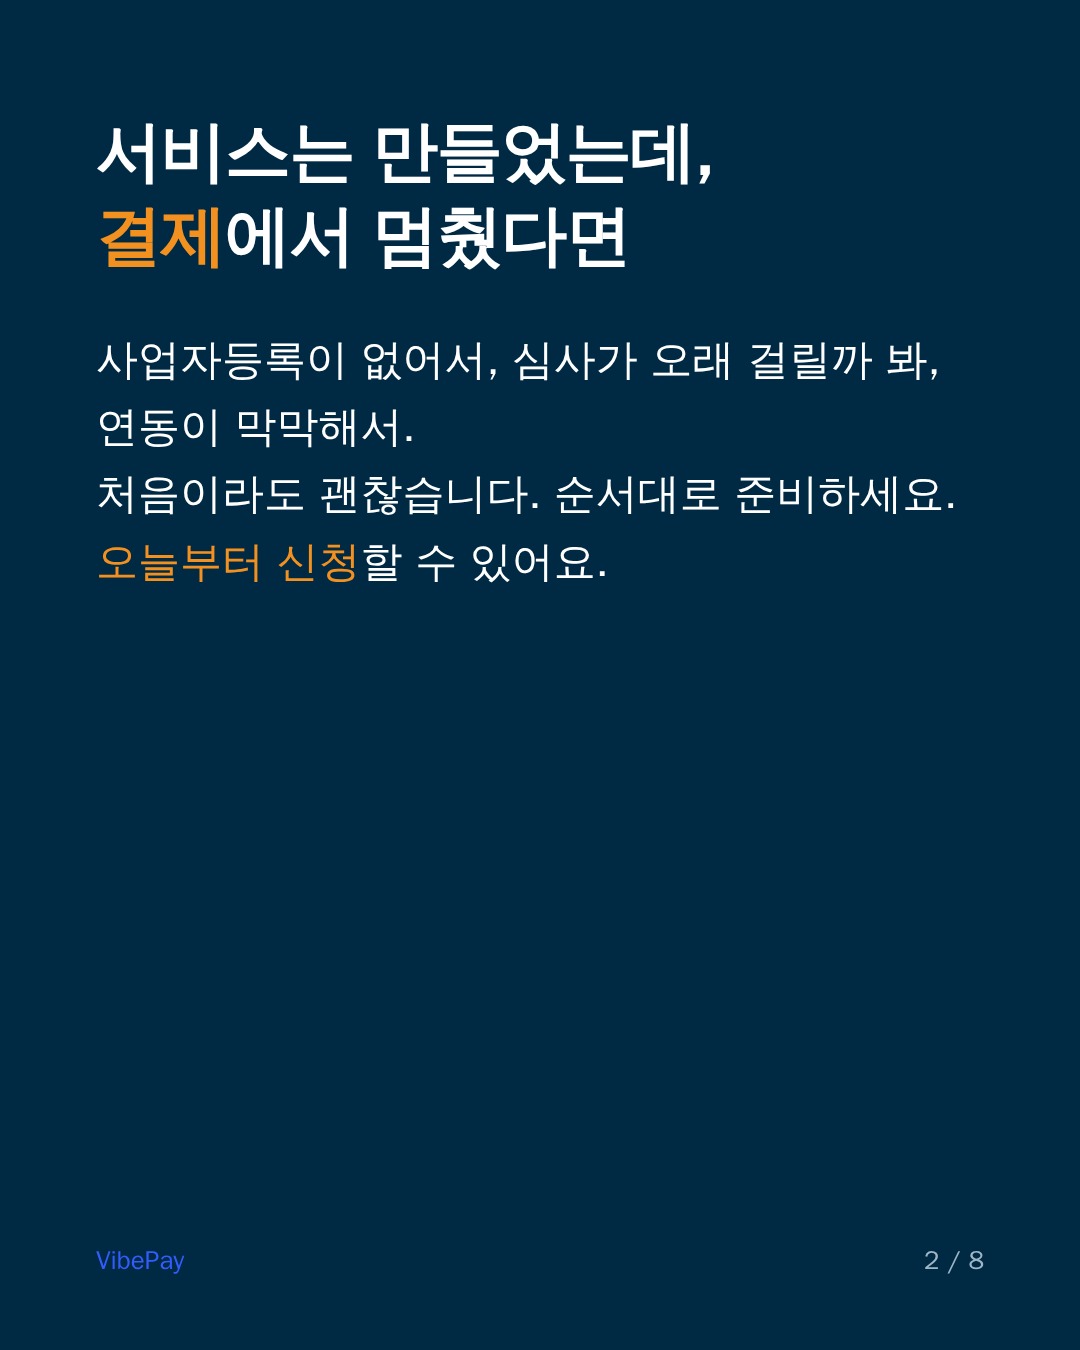 서비스는 만들었는데,
결제에서 멈췄다면
사업자등록이 없어서, 심사가 오래 걸릴까 봐,
연동이 막막해서.
처음이라도 괜찮습니다. 순서대로 준비하세요.
오늘부터 신청할 수 있어요.
VibePay
2 / 8